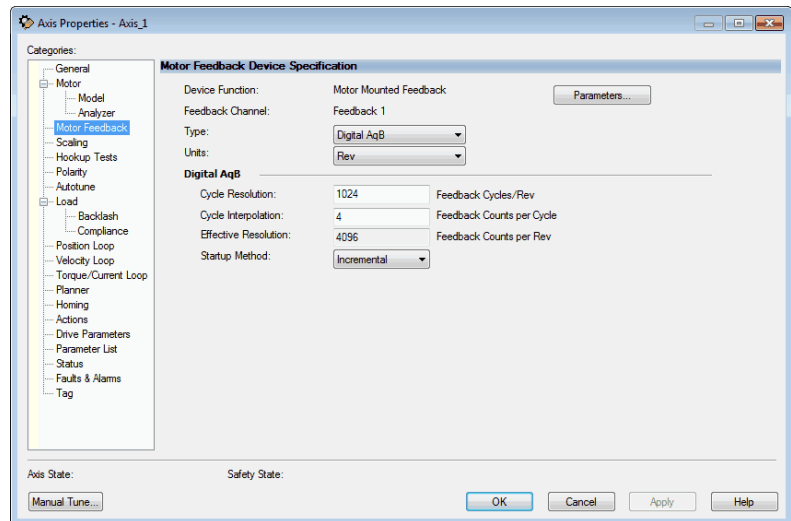 Axis Properties - Axis_1
Categories:
General
Motor
Model
Analyzer
Motor Feedback
Scaling
Hookup Tests
Polarity
Autotune
Load
Backlash
Compliance
Position Loop
Velocity Loop
Torque/Current Loop
Planner
Homing
Actions
Drive Parameters
Parameter List
Status
Faults & Alarms
Tag
Motor Feedback Device Specification
Device Function: Motor Mounted Feedback Parameters...
Feedback Channel: Feedback 1
Type: Digital AqB
Units: Rev
Digital AqB
Cycle Resolution: 1024 Feedback Cycles/Rev
Cycle Interpolation: 4 Feedback Counts per Cycle
Effective Resolution: 4096 Feedback Counts per Rev
Startup Method: Incremental
Axis State: Safety State:
Manual Tune... OK Cancel Apply Help